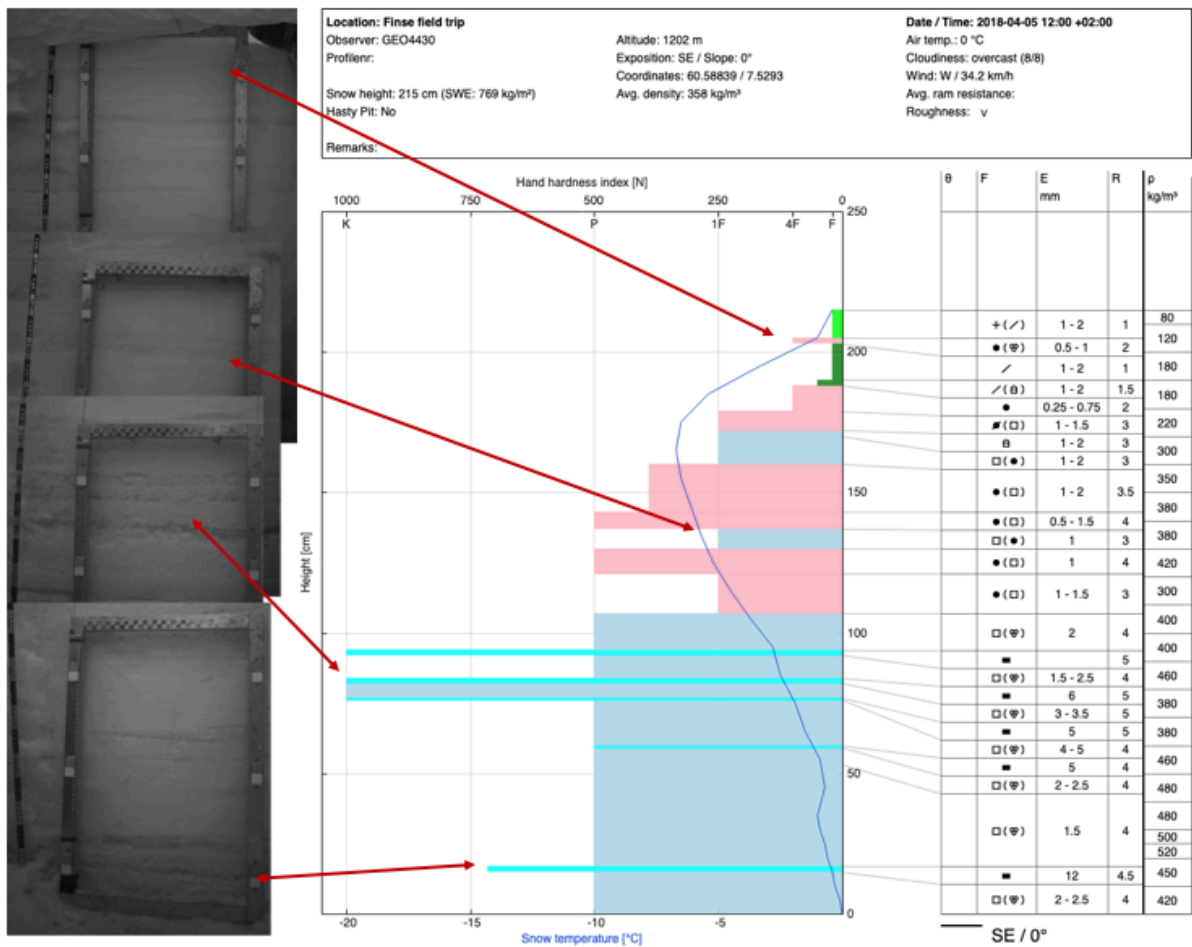 Location: Finse field trip
Date / Time: 2018-04-05 12:00 +02:00
Observer: GEO4430
Altitude: 1202 m
Air temp.: 0 °C
Profilenr:
Exposition: SE / Slope: 0°
Cloudiness: overcast (8/8)
Coordinates: 60.58839 / 7.5293
Wind: W / 34.2 km/h
Snow height: 215 cm (SWE: 769 kg/m²)
Avg. density: 358 kg/m³
Avg. ram resistance:
Hasty Pit: No
Roughness: v
Remarks:
Hand hardness index [N]
1000 750 500 250 0
K P 1F 4F F
250
200
150
100
50
0
Height [cm]
-20 -15 -10 -5 0
Snow temperature [°C]
θ F E R ρ
mm kg/m³
+ ( / ) 1 - 2 1
0.5 - 1 2
/ 1 - 2 1
1 - 2 1.5
● 0.25 - 0.75 2
1 - 1.5 3
1 - 2 3
□ ( ● ) 1 - 2 3
● ( □ ) 1 - 2 3.5
● ( □ ) 0.5 - 1.5 4
□ ( ● ) 1 3
● ( □ ) 1 4
● ( □ ) 1 - 1.5 3
2 4
5
1.5 - 2.5 4
6 5
3 - 3.5 5
5 5
4 - 5 4
5 4
2 - 2.5 4
1.5 4
12 4.5
2 - 2.5 4
80
120
180
180
220
300
350
380
380
420
300
400
400
460
380
380
460
480
480
500
520
450
420
SE / 0°